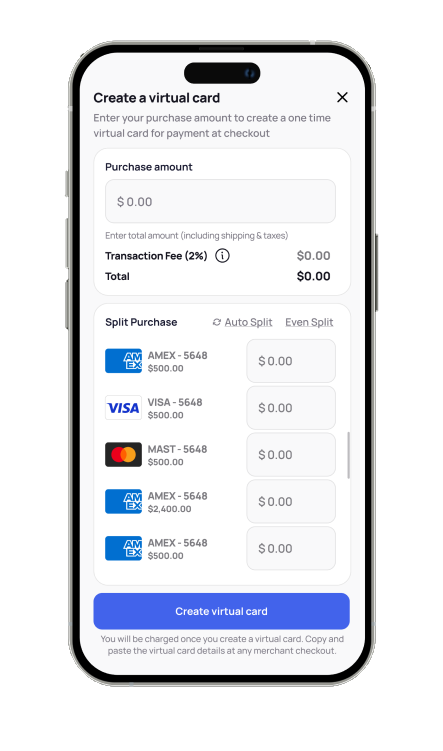 Create a virtual card
Enter your purchase amount to create a one time
virtual card for payment at checkout
Purchase amount
$ 0.00
Enter total amount (including shipping & taxes)
Transaction Fee (2%) $0.00
Total $0.00
Split Purchase Auto Split Even Split
AM
EX
AMEX - 5648
$500.00
$ 0.00
VISA
VISA - 5648
$500.00
$ 0.00
MAST - 5648
$500.00
$ 0.00
AM
EX
AMEX - 5648
$2,400.00
$ 0.00
AM
EX
AMEX - 5648
$500.00
$ 0.00
Create virtual card
You will be charged once you create a virtual card. Copy and
paste the virtual card details at any merchant checkout.